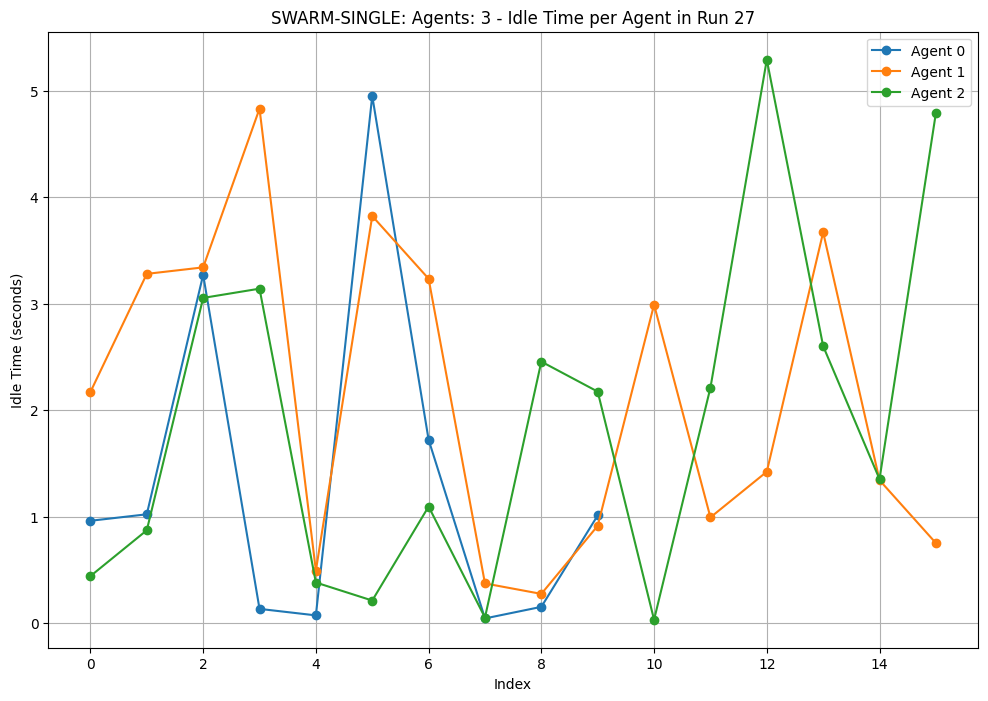 SWARM-SINGLE: Agents: 3 - Idle Time per Agent in Run 27
Agent 0
Agent 1
Agent 2
Idle Time (seconds)
5
4
3
2
1
0
0 2 4 6 8 10 12 14
Index